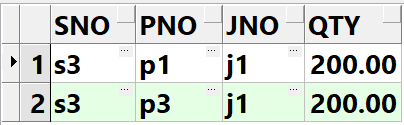 SNO PNO JNO QTY
1 s3 p1 j1 200.00
2 s3 p3 j1 200.00